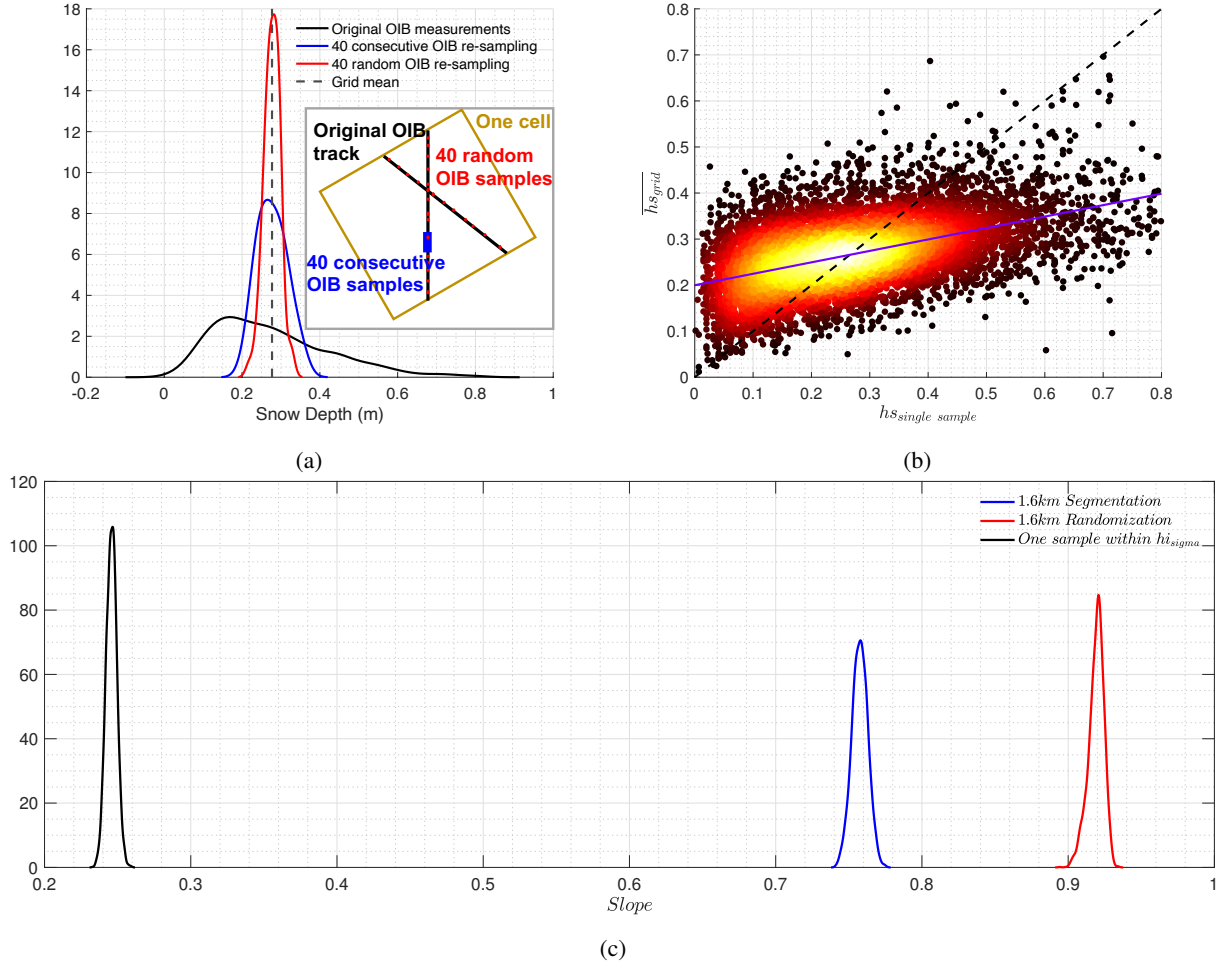 18
16
14
12
10
8
6
4
2
0
-0.2
0
0.2
0.4
0.6
0.8
1
Snow Depth (m)
Original OIB measurements
40 consecutive OIB re-sampling
40 random OIB re-sampling
Grid mean
Original OIB
track
One cell
40 random
OIB samples
40 consecutive
OIB samples
(a)
0.8
0.7
0.6
0.5
0.4
0.3
0.2
0.1
0
0
0.1
0.2
0.3
0.4
0.5
0.6
0.7
0.8
hs_grid
hs_single sample
(b)
120
100
80
60
40
20
0
0.2
0.3
0.4
0.5
0.6
0.7
0.8
0.9
1
Slope
1.6km Segmentation
1.6km Randomization
One sample within hi_sigma
(c)